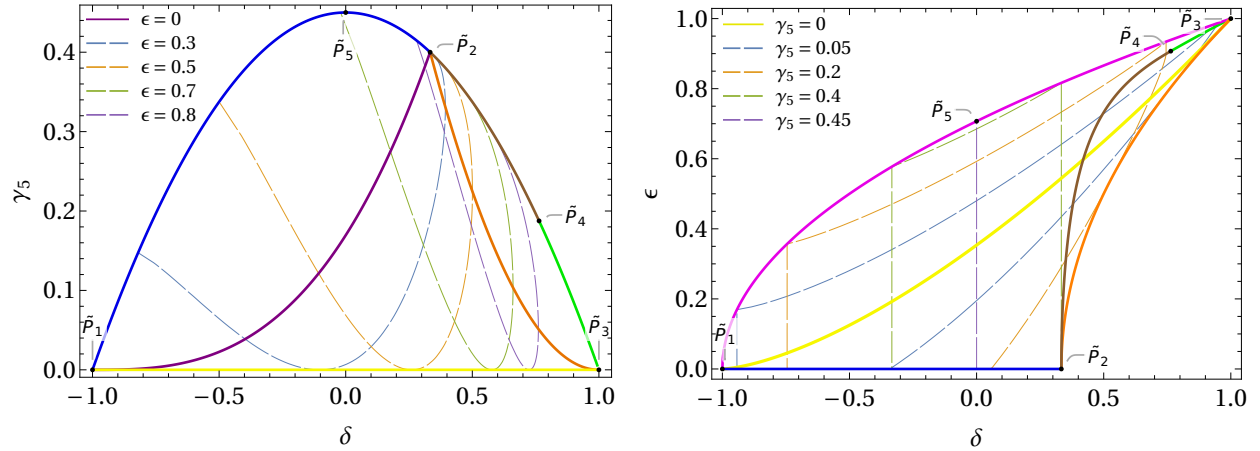 ϵ = 0
ϵ = 0.3
ϵ = 0.5
ϵ = 0.7
ϵ = 0.8
P̃5
P̃2
P̃4
P̃1
P̃3
0.4
0.3
0.2
0.1
0.0
γ5
−1.0 −0.5 0.0 0.5 1.0
δ
γ5 = 0
γ5 = 0.05
γ5 = 0.2
γ5 = 0.4
γ5 = 0.45
P̃3
P̃4
P̃5
P̃1
P̃2
1.0
0.8
0.6
0.4
0.2
0.0
ϵ
−1.0 −0.5 0.0 0.5 1.0
δ